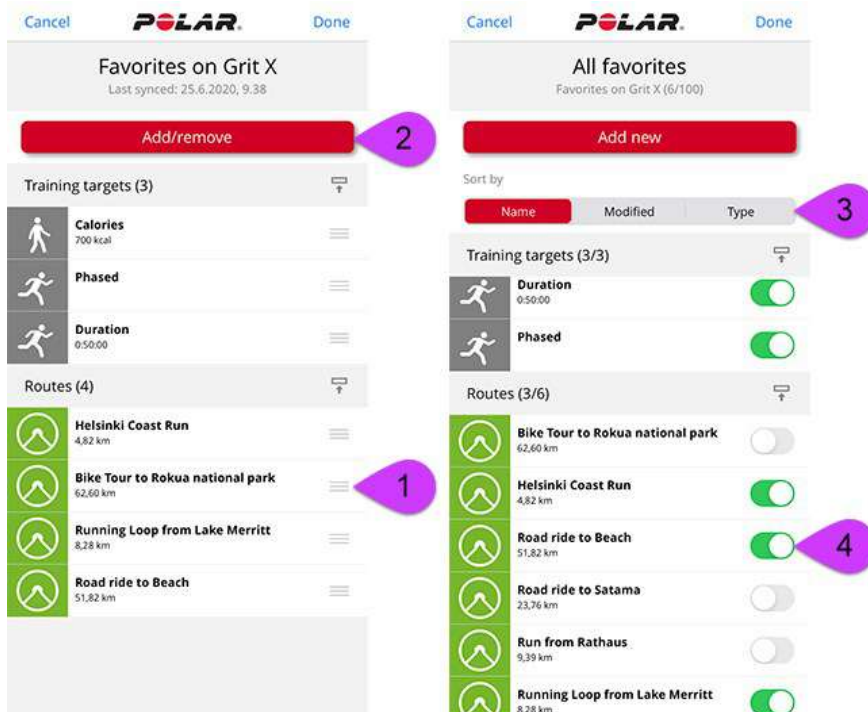 Cancel
POLAR.
Done
Favorites on Grit X
Last synced: 25.6.2020, 9.38
Add/remove
2
Training targets (3)
Calories
700 kcal
Phased
Duration
0:50:00
Routes (4)
Helsinki Coast Run
4,82 km
Bike Tour to Rokua national park
62,60 km
1
Running Loop from Lake Merritt
8,28 km
Road ride to Beach
51,82 km
Cancel
POLAR.
Done
All favorites
Favorites on Grit X (6/100)
Add new
Sort by
Name
Modified
Type
3
Training targets (3/3)
Duration
0:50:00
Phased
Routes (3/6)
Bike Tour to Rokua national park
62,60 km
Helsinki Coast Run
4,82 km
Road ride to Beach
51,82 km
4
Road ride to Satama
23,76 km
Run from Rathaus
9,39 km
Running Loop from Lake Merritt
8,28 km